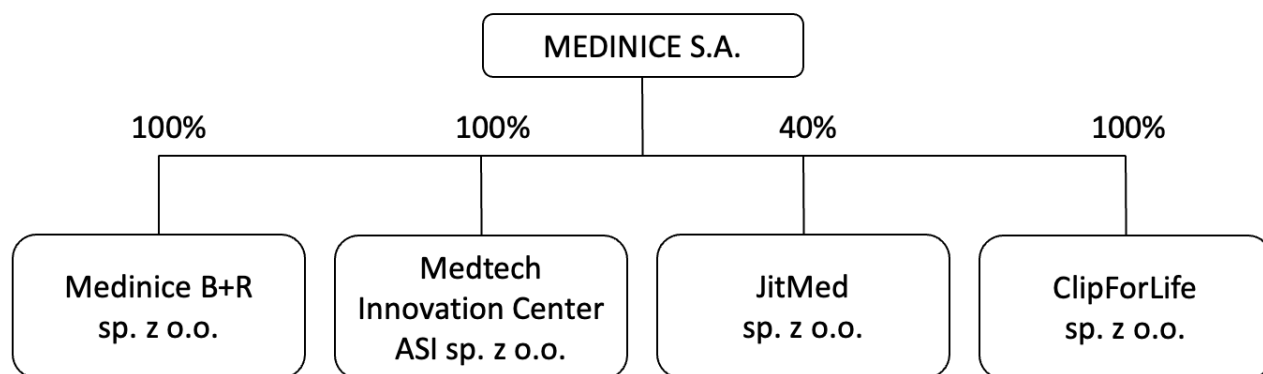 MEDINICE S.A.
100%
100%
40%
100%
Medinice B+R
sp. z o.o.
Medtech
Innovation Center
ASI sp. z o.o.
JitMed
sp. z o.o.
ClipForLife
sp. z o.o.